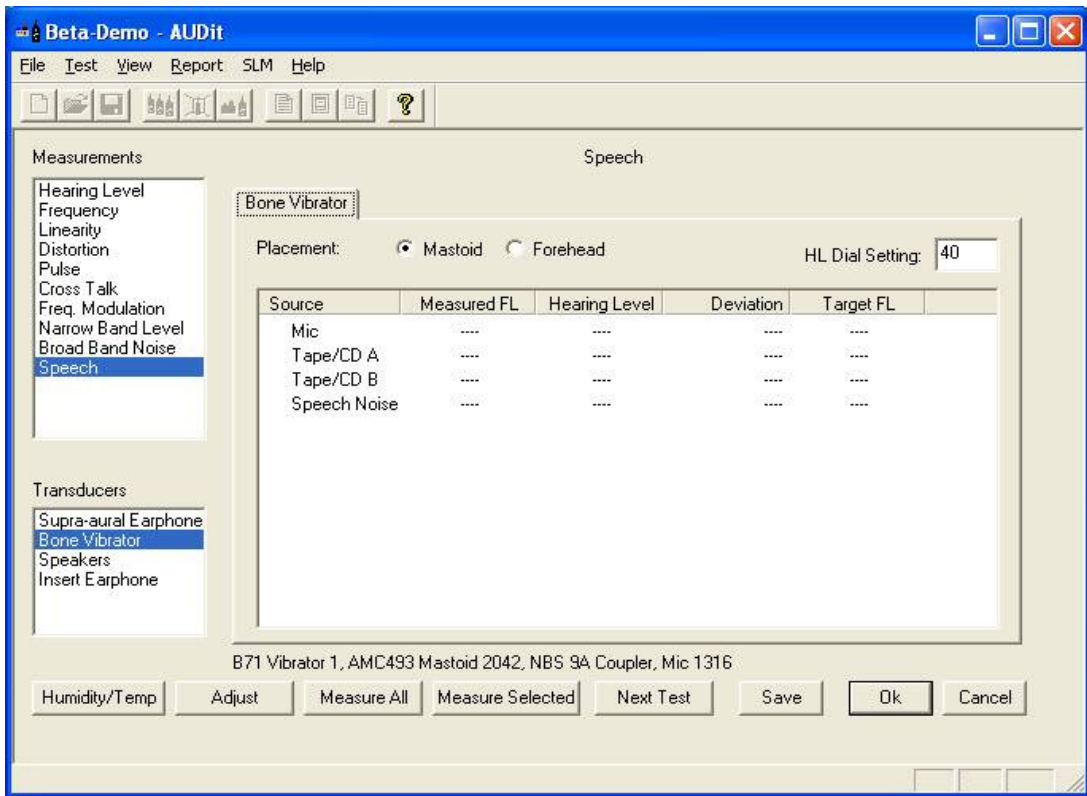 Beta-Demo - AUDit
File Test View Report SLM Help
Measurements
Speech
Hearing Level
Frequency
Linearity
Distortion
Pulse
Cross Talk
Freq. Modulation
Narrow Band Level
Broad Band Noise
Speech
Bone Vibrator
Placement: Mastoid Forehead HL Dial Setting: 40
Source Measured FL Hearing Level Deviation Target FL
Mic ---- ---- ---- ----
Tape/CD A ---- ---- ---- ----
Tape/CD B ---- ---- ---- ----
Speech Noise ---- ---- ---- ----
Transducers
Supra-aural Earphone
Bone Vibrator
Speakers
Insert Earphone
B71 Vibrator 1, AMC493 Mastoid 2042, NBS 9A Coupler, Mic 1316
Humidity/Temp Adjust Measure All Measure Selected Next Test Save Ok Cancel